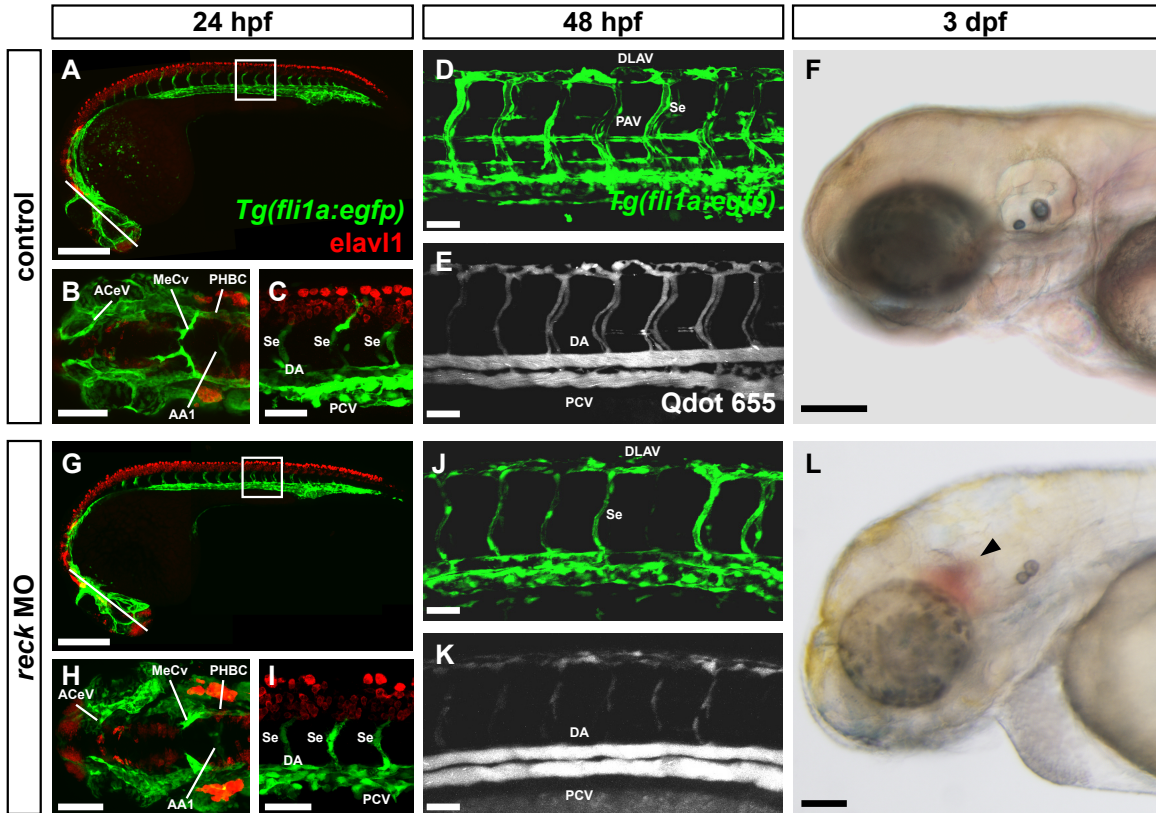 24 hpf
48 hpf
3 dpf
control
A
Tg(fli1a:egfp)
elavl1
B
ACeV
MeCv
PHBC
AA1
C
Se
Se
Se
DA
PCV
D
DLAV
Se
PAV
Tg(fli1a:egfp)
E
DA
PCV
Qdot 655
F
reck MO
G
H
ACeV
MeCv
PHBC
AA1
I
Se
Se
Se
DA
PCV
J
DLAV
Se
K
DA
PCV
L